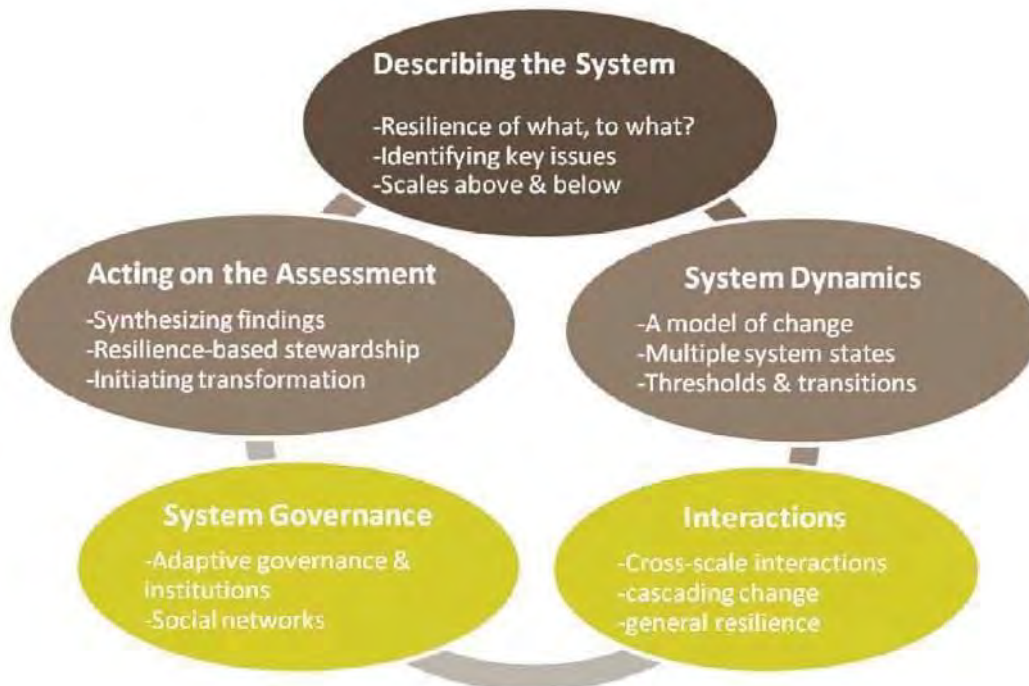 Describing the System
-Resilience of what, to what?
-Identifying key issues
-Scales above & below
Acting on the Assessment
-Synthesizing findings
-Resilience-based stewardship
-Initiating transformation
System Dynamics
-A model of change
-Multiple system states
-Thresholds & transitions
System Governance
-Adaptive governance &
institutions
-Social networks
Interactions
-Cross-scale interactions
-cascading change
-general resilience